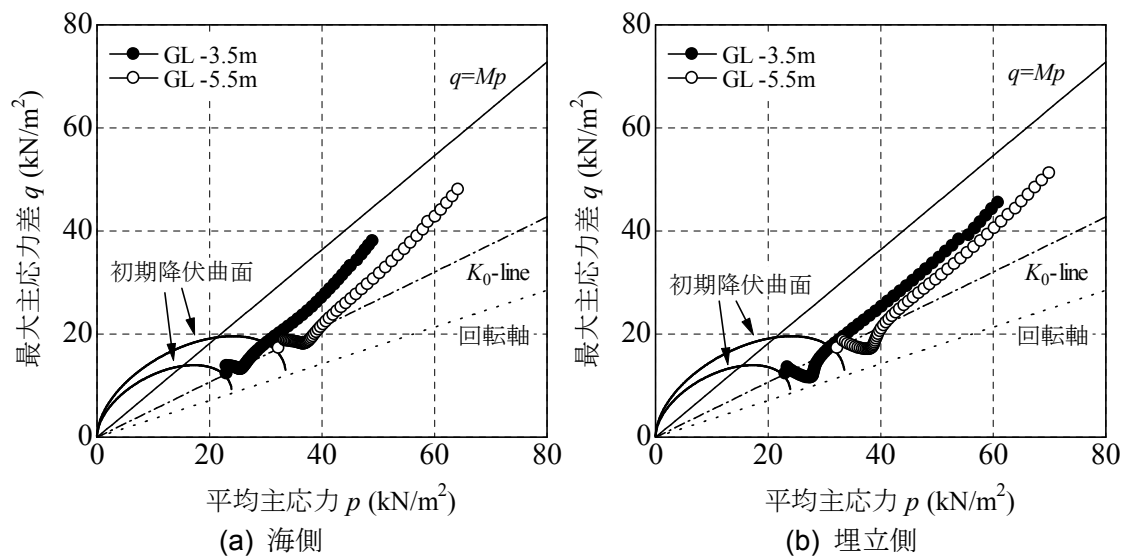 80
GL -3.5m
GL -5.5m
q=Mp
60
最大主応力差 q (kN/m²)
40
初期降伏曲面
K₀-line
20
回転軸
0
0 20 40 60 80
平均主応力 p (kN/m²)
(a) 海側
80
GL -3.5m
GL -5.5m
q=Mp
60
最大主応力差 q (kN/m²)
40
初期降伏曲面
K₀-line
20
回転軸
0
0 20 40 60 80
平均主応力 p (kN/m²)
(b) 埋立側